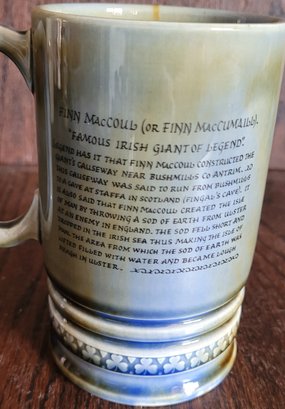 FINN MacCOUL (OR FINN MacCUMAILL).
"FAMOUS IRISH GIANT OF LEGEND".
LEGEND HAS IT THAT FINN MacCOUL CONSTRUCTED THE
GIANT'S CAUSEWAY NEAR BUSHMILLS CO ANTRIM.
THIS CAUSEWAY WAS SAID TO RUN FROM BUSHMILLS
TO A CAVE AT STAFFA IN SCOTLAND (FINGAL'S CAVE). IT
IS ALSO SAID THAT FINN MacCOUL CREATED THE ISLE
OF MAN BY THROWING A SOD OF EARTH FROM ULSTER
AT AN ENEMY IN ENGLAND. THE SOD FELL SHORT AND
DROPPED IN THE IRISH SEA THUS MAKING THE ISLE OF
MAN. THE AREA FROM WHICH THE SOD OF EARTH WAS
LIFTED FILLED WITH WATER AND BECAME LOUGH
NEAGH IN ULSTER.